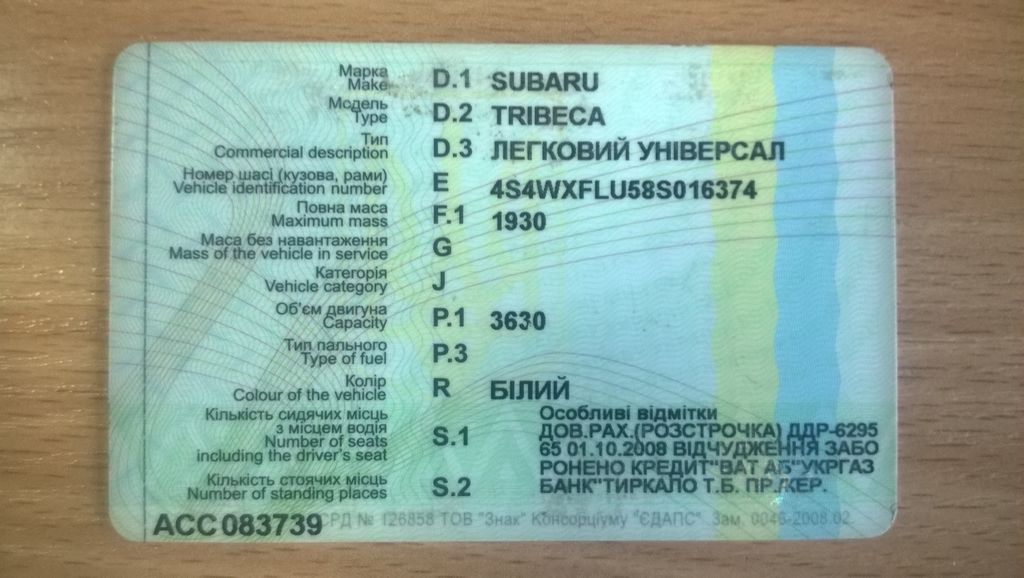 Марка
Make D.1 SUBARU
Модель
Type D.2 TRIBECA
Тип
Commercial description D.3 ЛЕГКОВИЙ УНІВЕРСАЛ
Номер шасі (кузова, рами)
Vehicle identification number E 4S4WXFLU58S016374
Повна маса
Maximum mass F.1 1930
Маса без навантаження
Mass of the vehicle in service G
Категорія
Vehicle category J
Об'єм двигуна
Capacity P.1 3630
Тип пального
Type of fuel P.3
Колір
Colour of the vehicle R БІЛИЙ
Кількість сидячих місць
з місцем водія
Number of seats
including the driver's seat S.1
Кількість стоячих місць
Number of standing places S.2
Особливі відмітки
ДОВ.РАХ.(РОЗСТРОЧКА) ДДР-6295
65 01.10.2008 ВІДЧУДЖЕННЯ ЗАБО
РОНЕНО КРЕДИТ"ВАТ АБ"УКРГАЗ
БАНК"ТИРКАЛО Т.Б. ПР.КЕР.
АСС083739 СРД № 126858 ТОВ "Знак" Консорціуму "ЄДАПС". Зам. 0046-2008.02.